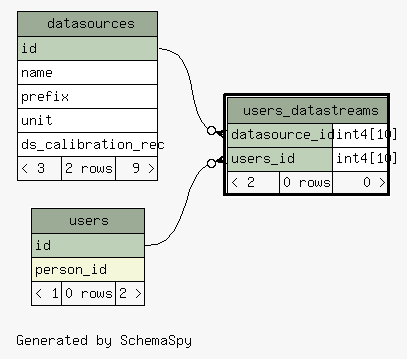 datasources
id
name
prefix
unit
ds_calibration_rec
< 3 2 rows 9 >
users_datastreams
datasource_id int4[10]
users_id int4[10]
< 2 0 rows 0 >
users
id
person_id
< 1 0 rows 2 >
Generated by SchemaSpy